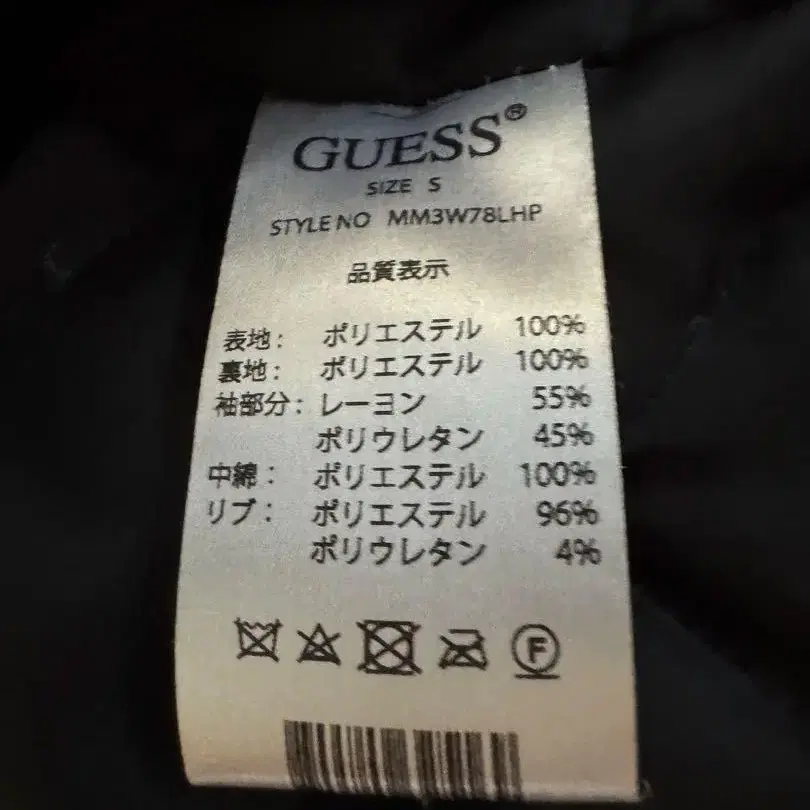 GUESS®
SIZE S
STYLE NO MM3W78LHP
品質表示
表地: ポリエステル 100%
裏地: ポリエステル 100%
袖部分: レーヨン 55%
ポリウレタン 45%
中綿: ポリエステル 100%
リブ: ポリエステル 96%
ポリウレタン 4%
F